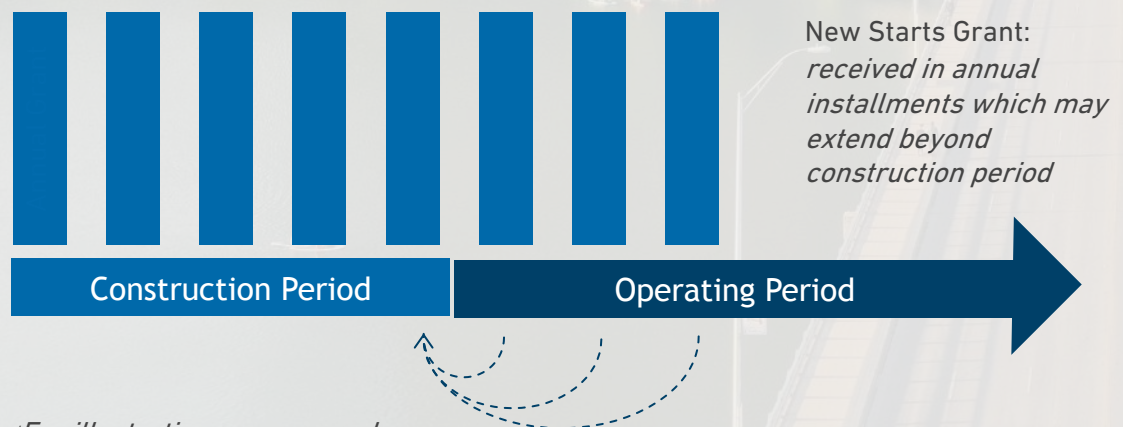 New Starts Grant:
received in annual
installments which may
extend beyond
construction period
Construction Period
Operating Period